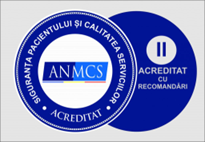 SIGURANȚA PACIENTULUI ȘI CALITATEA SERVICIILOR
ANMCS
ACREDITAT
II
ACREDITAT
CU
RECOMANDĂRI